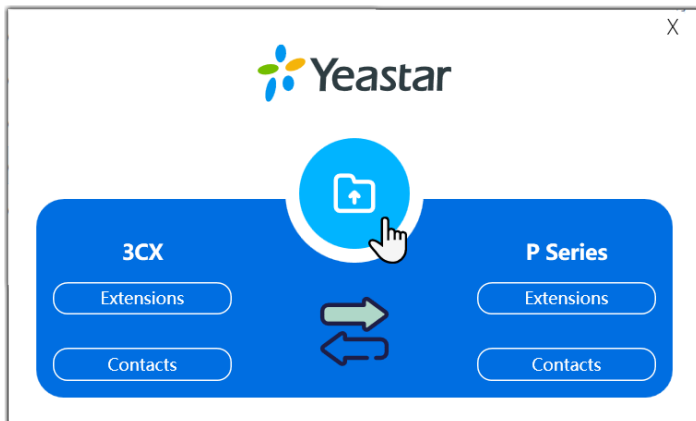 X
Yeastar
3CX
Extensions
Contacts
P Series
Extensions
Contacts